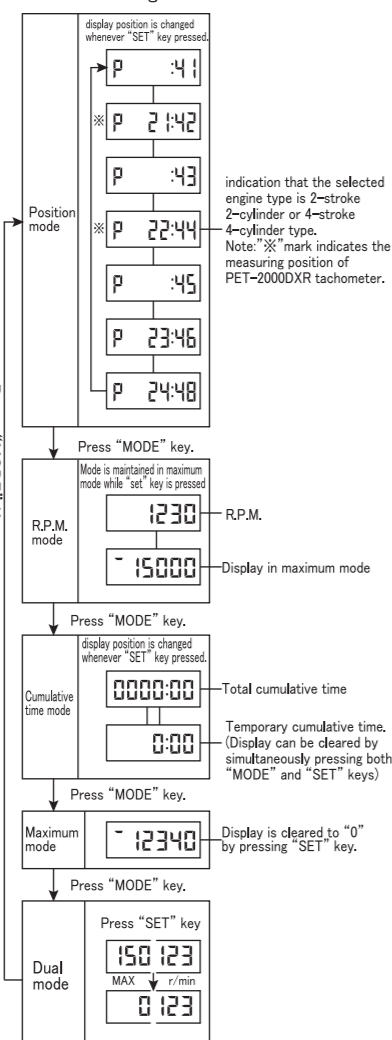 display position is changed
whenever "SET" key pressed.
P :41
※ P 21:42
P :43
Position
mode
※ P 22:44
P :45
P 23:46
P 24:48
indication that the selected
engine type is 2-stroke
2-cylinder or 4-stroke
4-cylinder type.
Note:"※"mark indicates the
measuring position of
PET-2000DXR tachometer.
Press "MODE" key.
Mode is maintained in maximum
mode while "set" key is pressed
R.P.M.
mode
1230
R.P.M.
- 15000
Display in maximum mode
Press "MODE" key.
display position is changed
whenever "SET" key pressed.
Cumulative
time mode
0000:00
Total cumulative time
0:00
Temporary cumulative time.
(Display can be cleared by
simultaneously pressing both
"MODE" and "SET" keys)
Press "MODE" key.
Maximum
mode
- 12340
Display is cleared to "0"
by pressing "SET" key.
Press "MODE" key.
Press "SET" key
Dual
mode
150 123
MAX r/min
0 123